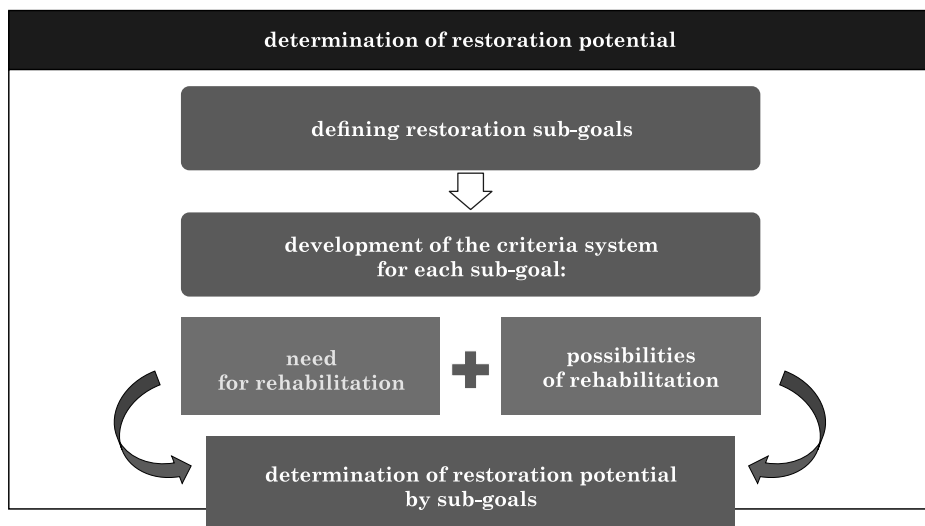 determination of restoration potential
defining restoration sub-goals
development of the criteria system
for each sub-goal:
need
for rehabilitation
possibilities
of rehabilitation
determination of restoration potential
by sub-goals